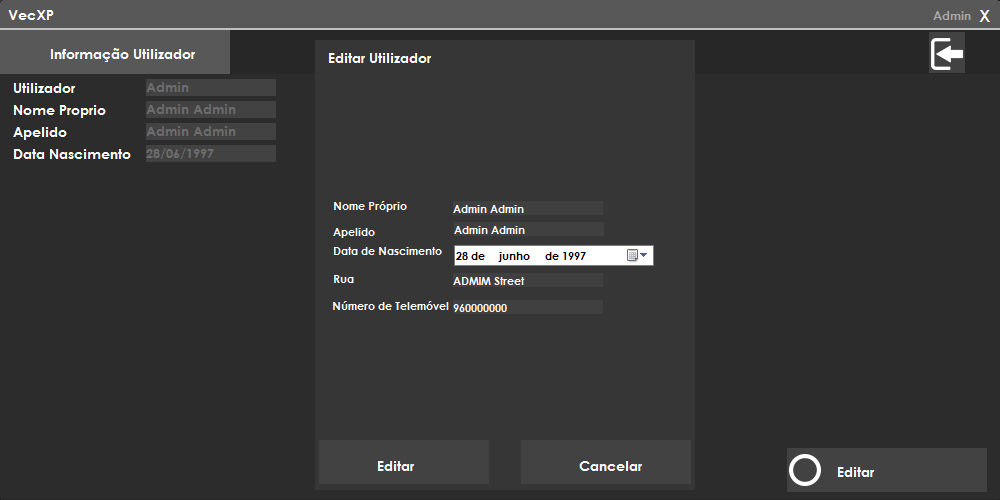 VecXP
Admin X
Informação Utilizador
Utilizador Admin
Nome Proprio Admin Admin
Apelido Admin Admin
Data Nascimento 28/06/1997
Editar Utilizador
Nome Próprio Admin Admin
Apelido Admin Admin
Data de Nascimento 28 de junho de 1997
Rua ADMIM Street
Número de Telemóvel 960000000
Editar Cancelar
Editar